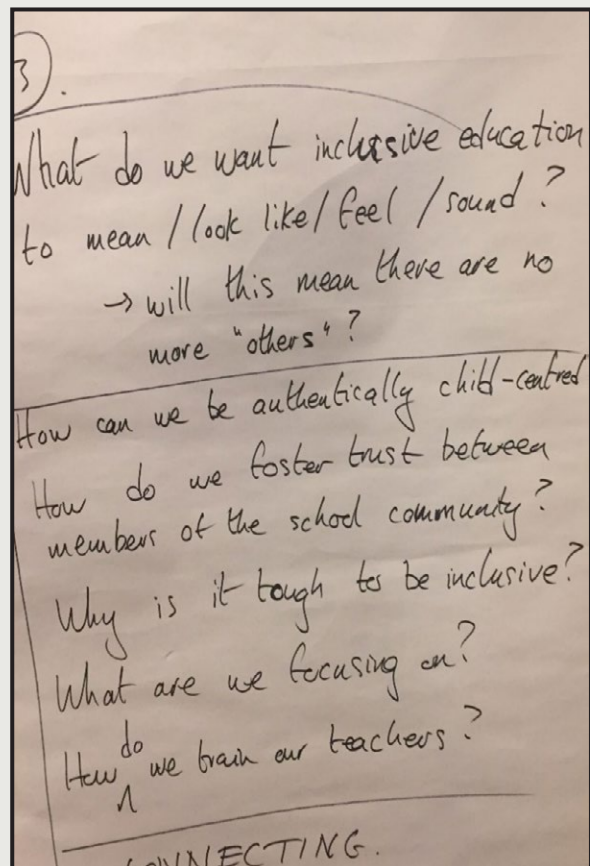 3.
What do we want inclusive education
to mean / look like / feel / sound?
→ will this mean there are no
more "others"?
How can we be authentically child-centred
How do we foster trust between
members of the school community?
Why is it tough to be inclusive?
What are we focusing on?
How do we train our teachers?
CONNECTING.